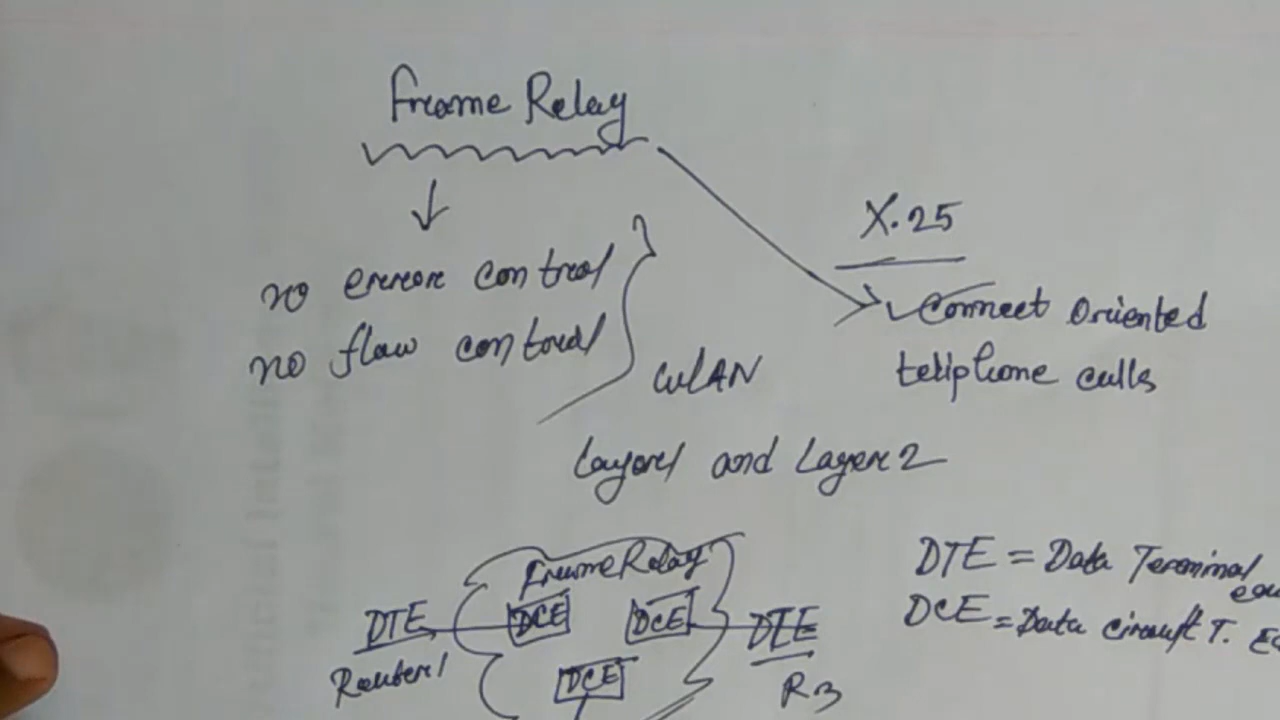 Frame Relay
X.25
no error control
Connect Oriented
no flow control
telephone calls
WAN
Layer1 and Layer2
Frame Relay
DTE
DCE
DCE
DTE
DTE = Data Terminal
DCE = Data circuit T.
Router1
DCE
R3